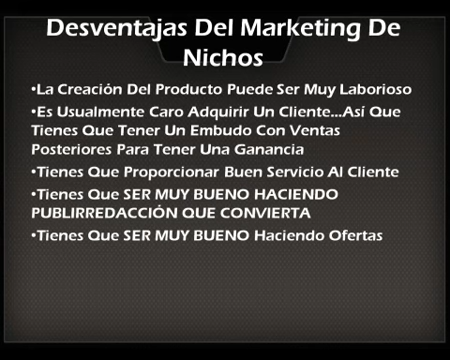 Desventajas Del Marketing De
Nichos
•La Creación Del Producto Puede Ser Muy Laborioso
•Es Usualmente Caro Adquirir Un Cliente...Así Que
Tienes Que Tener Un Embudo Con Ventas
Posteriores Para Tener Una Ganancia
•Tienes Que Proporcionar Buen Servicio Al Cliente
•Tienes Que SER MUY BUENO HACIENDO
PUBLIRREDACCIÓN QUE CONVIERTA
•Tienes Que SER MUY BUENO Haciendo Ofertas